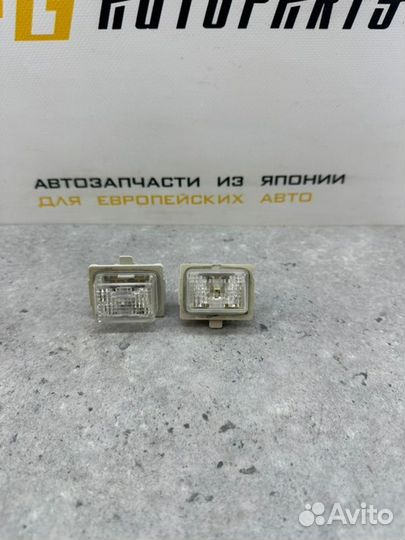 G AUTOPARTS
АВТОЗАПЧАСТИ ИЗ ЯПОНИИ
ДЛЯ ЕВРОПЕЙСКИХ АВТО
Avito